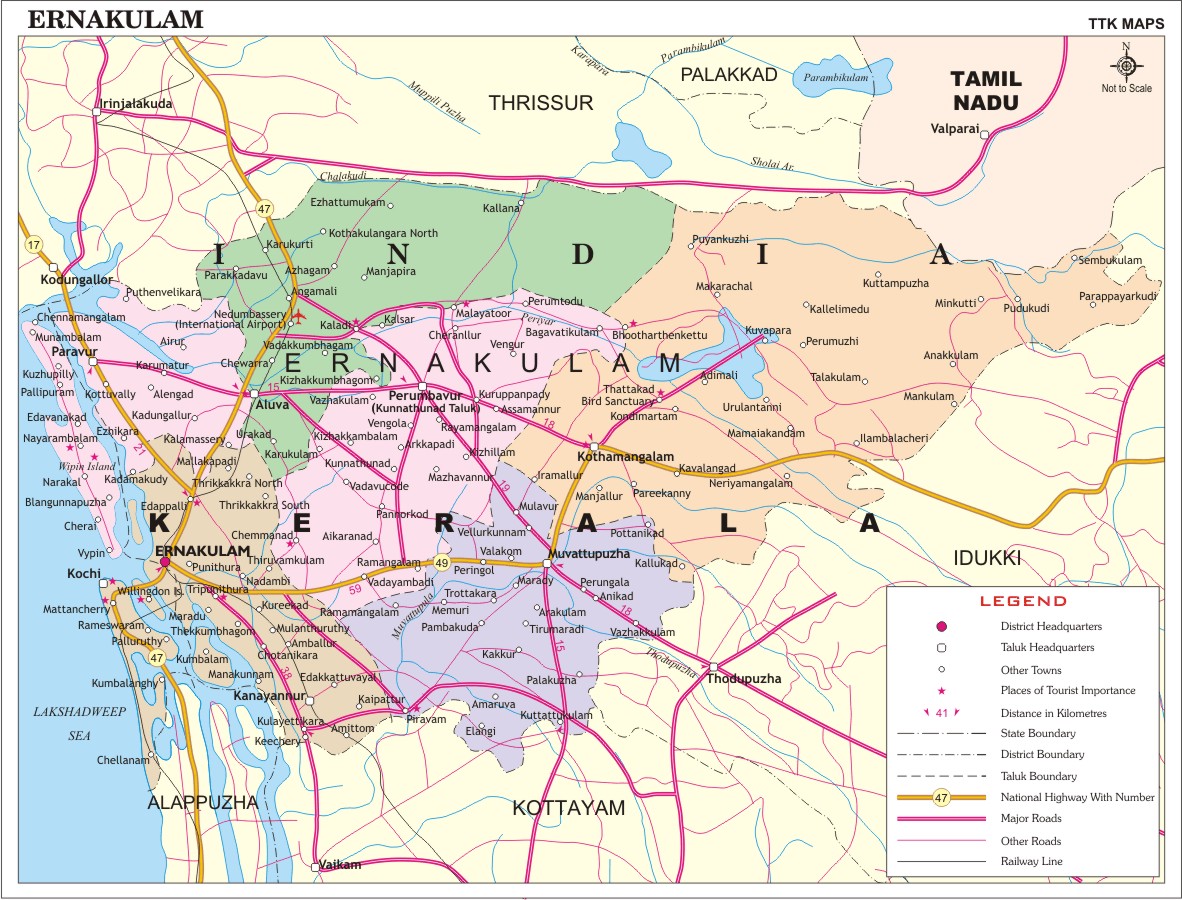 ERNAKULAM
TTK MAPS
N
Not to Scale
THRISSUR
PALAKKAD
TAMIL
NADU
Karapara
Parambikulam
Parambikulam
Muppili Puzha
Sholai Ar.
Chalakudi
Irinjalakuda
Valparai
47
17
Kodungallor
Ezhattumukam
Kallana
Kothakulangara North
Karukurti
I N D I A
Puyankuzhi
Parakkadavu
Azhagam
Manjapira
Angamali
Puthenvelikara
Makarachal
Kuttampuzha
Sembukulam
Minkutti
Pudukudi
Parappayarkudi
Chennamangalam
Munambalam
Paravur
Airur
Nedumbassery
(International Airport)
Kaladi
Kalsar
Malayatoor
Perumtodu
Periyar
Cheranllur
Bagavatikulam
Bhootharthenkettu
Kallelimedu
Kuvapara
Perumuzhi
Vadakkumbhagom
Vengur
Chewarra
E R N A K U L A M
Anakkulam
Kuzhupilly
Pallipuram
Karumatur
Kottuvally
Alengad
Kizhakkumbhagom
15
Aluva
Perumbavur
(Kunnathunad Taluk)
Kuruppanpady
Assamannur
Thattakad
Bird Sanctuary
Adimali
Talakulam
Mankulam
Urulantami
Kondimartam
Edavanakad
Kadungallur
Vazhakulam
Vengola
Rayamangalam
18
Mamaiakandam
Ilambalacheri
Nayarambalam
Ezhikara
21
Kalamassery
Urakad
Kizhakkambalam
Arkkapadi
Kizhillam
Kothamangalam
Karukulam
Wipin Island
Mallakapadi
Kunnathunad
Mazhavannur
Iramallur
Kavalangad
Neriyamangalam
Narakal
Kadamakudy
Thrikkakkra North
Vadavucode
19
Manjallur
Pareekanny
Blangunnapuzha
Edappalli
Thrikkakkra South
Pannorkod
Mulavur
Cherai
K E R A L A
Chemmanad
Aikaranad
Vellurkunnam
Pottanikad
Vypin
ERNAKULAM
Punithura
Thiruvamkulam
Ramangalam
49
Valakom
Peringol
Muvattupuzha
Kallukad
IDUKKI
Kochi
Nadambi
Vadayambadi
Willingdon Is.
Tripunithura
59
Marady
Perungala
Anikad
Mattancherry
Maradu
Kureekad
Ramamangalam
Muvattupula
Trottakara
Memuri
Arakulam
18
Rameswaram
Thekkumbhagom
Mulanthuruthy
Pambakuda
Tirumaradi
Vazhakkulam
Palluruthy
Amballur
Chotanikara
15
47
Kumbalam
Kakkur
Thodupuzha
Thodupuzha
Kumbalanghy
Manakunnam
38
Edakkattuvayal
Palakuzha
Kanayannur
Kaipattur
Amaruva
LAKSHADWEEP
SEA
Kulayettikara
Piravam
Kuttattukulam
Amittom
Elangi
Keechery
Chellanam
ALAPPUZHA
KOTTAYAM
Vaikam
LEGEND
District Headquarters
Taluk Headquarters
Other Towns
Places of Tourist Importance
41 Distance in Kilometres
State Boundary
District Boundary
Taluk Boundary
47 National Highway With Number
Major Roads
Other Roads
Railway Line